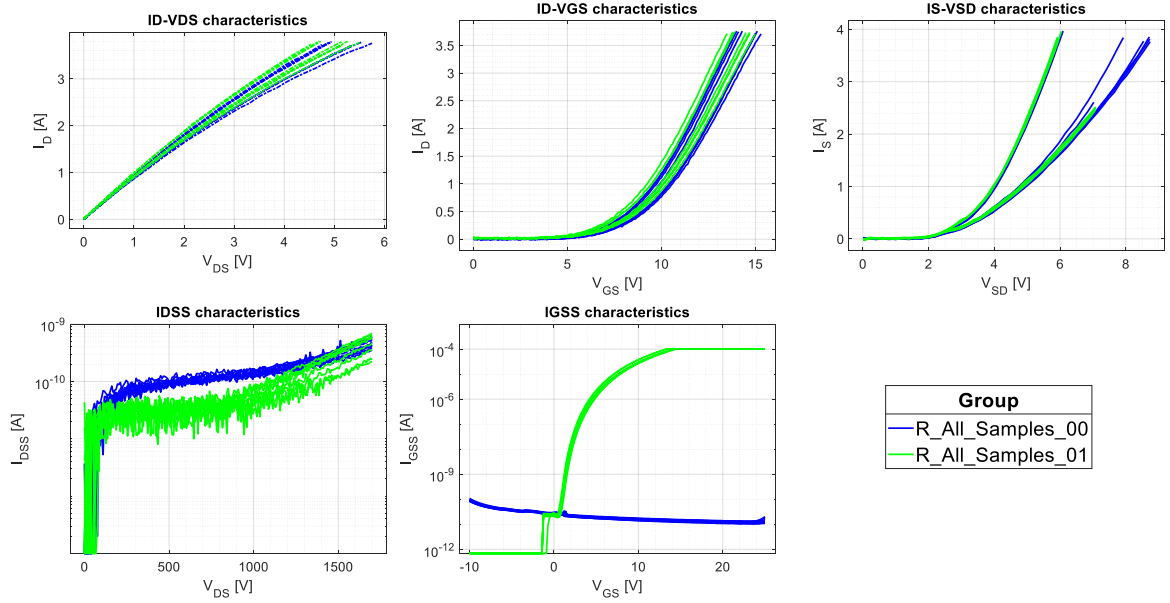 ID-VDS characteristics
I_D [A]
3
2
1
0
0 1 2 3 4 5 6
V_DS [V]
ID-VGS characteristics
I_D [A]
3.5
3
2.5
2
1.5
1
0.5
0
0 5 10 15
V_GS [V]
IS-VSD characteristics
I_S [A]
4
3
2
1
0
0 2 4 6 8
V_SD [V]
IDSS characteristics
I_DSS [A]
10^-9
10^-10
0 500 1000 1500
V_DS [V]
IGSS characteristics
I_GSS [A]
10^-4
10^-6
10^-9
10^-12
-10 0 10 20
V_GS [V]
Group
R_All_Samples_00
R_All_Samples_01